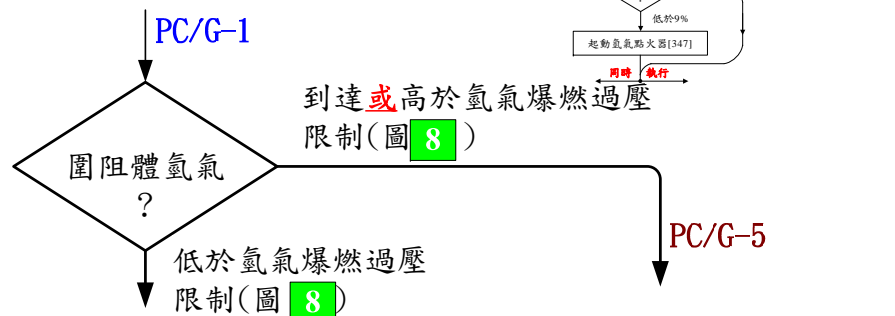 PC/G-1
低於9%
起動氫氣點火器[347]
同時 執行
到達或高於氫氣爆燃過壓
限制(圖 8 )
圍阻體氫氣
?
PC/G-5
低於氫氣爆燃過壓
限制(圖 8 )